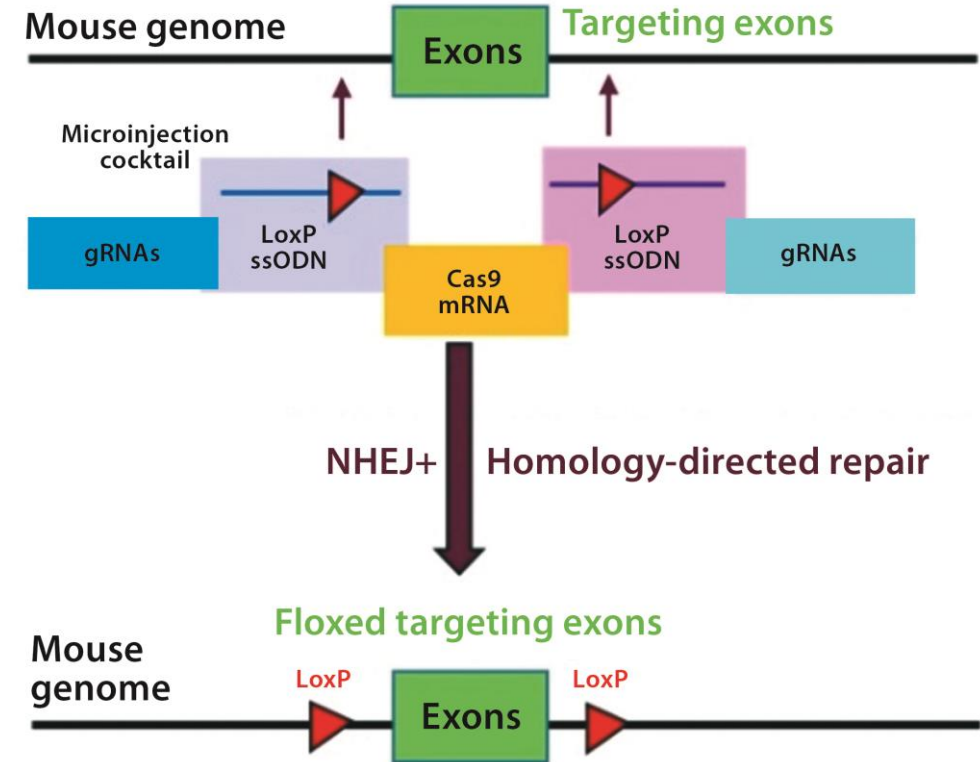 Mouse genome
Exons
Targeting exons
Microinjection
cocktail
gRNAs
LoxP
ssODN
Cas9
mRNA
LoxP
ssODN
gRNAs
NHEJ+
Homology-directed repair
Floxed targeting exons
Mouse
genome
LoxP
Exons
LoxP